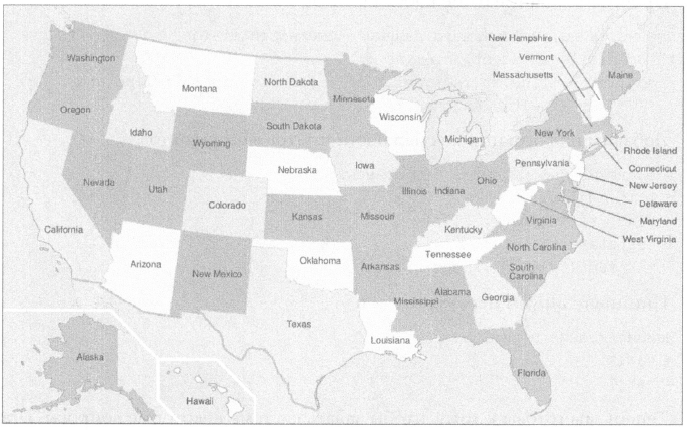 New Hampshire
Vermont
Massachusetts
Washington
Montana
North Dakota
Minnesota
Maine
Oregon
Idaho
Wyoming
South Dakota
Wisconsin
Michigan
New York
Rhode Island
Connecticut
New Jersey
Delaware
Maryland
West Virginia
Nevada
Utah
Colorado
Nebraska
Iowa
Illinois
Indiana
Ohio
Pennsylvania
California
Kansas
Missouri
Kentucky
Virginia
Arizona
New Mexico
Oklahoma
Arkansas
Tennessee
North Carolina
South
Carolina
Texas
Louisiana
Mississippi
Alabama
Georgia
Florida
Alaska
Hawaii